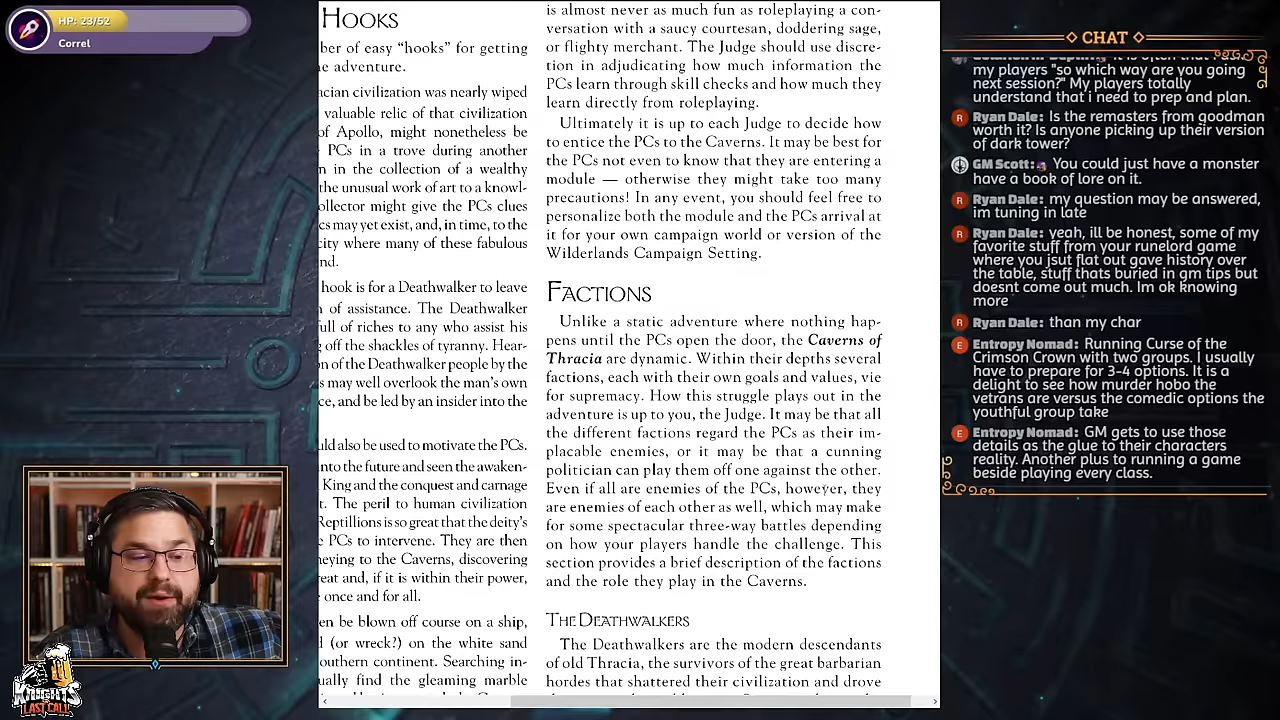 HP: 23/52
Correl
HOOKS
ber of easy “hooks” for getting
e adventure.
acian civilization was nearly wiped
valuable relic of that civilization
of Apollo, might nonetheless be
PCs in a trove during another
n in the collection of a wealthy
the unusual work of art to a knowl-
ollector might give the PCs clues
cs may yet exist, and, in time, to the
city where many of these fabulous
nd.
hook is for a Deathwalker to leave
n of assistance. The Deathwalker
full of riches to any who assist his
g off the shackles of tyranny. Hear-
on of the Deathwalker people by the
s may well overlook the man's own
ce, and be led by an insider into the
uld also be used to motivate the PCs.
into the future and seen the awaken-
King and the conquest and carnage
t. The peril to human civilization
Reptillions is so great that the deity's
e PCs to intervene. They are then
neying to the Caverns, discovering
reat and, if it is within their power,
once and for all.
en be blown off course on a ship,
d (or wreck?) on the white sand
outhern continent. Searching in-
ually find the gleaming marble
is almost never as much fun as roleplaying a con-
versation with a saucy courtesan, doddering sage,
or flighty merchant. The Judge should use discre-
tion in adjudicating how much information the
PCs learn through skill checks and how much they
learn directly from roleplaying.
Ultimately it is up to each Judge to decide how
to entice the PCs to the Caverns. It may be best for
the PCs not even to know that they are entering a
module — otherwise they might take too many
precautions! In any event, you should feel free to
personalize both the module and the PCs arrival at
it for your own campaign world or version of the
Wilderlands Campaign Setting.
FACTIONS
Unlike a static adventure where nothing hap-
pens until the PCs open the door, the Caverns of
Thracia are dynamic. Within their depths several
factions, each with their own goals and values, vie
for supremacy. How this struggle plays out in the
adventure is up to you, the Judge. It may be that all
the different factions regard the PCs as their im-
placable enemies, or it may be that a cunning
politician can play them off one against the other.
Even if all are enemies of the PCs, however, they
are enemies of each other as well, which may make
for some spectacular three-way battles depending
on how your players handle the challenge. This
section provides a brief description of the factions
and the role they play in the Caverns.
THE DEATHWALKERS
The Deathwalkers are the modern descendants
of old Thracia, the survivors of the great barbarian
hordes that shattered their civilization and drove
CHAT
my players "so which way are you going
next session?" My players totally
understand that i need to prep and plan.
R Ryan Dale: Is the remasters from goodman
worth it? Is anyone picking up their version
of dark tower?
GM Scott: You could just have a monster
have a book of lore on it.
R Ryan Dale: my question may be answered,
im tuning in late
R Ryan Dale: yeah, ill be honest, some of my
favorite stuff from your runelord game
where you jsut flat out gave history over
the table, stuff thats buried in gm tips but
doesnt come out much. Im ok knowing
more
R Ryan Dale: than my char
E Entropy Nomad: Running Curse of the
Crimson Crown with two groups. I usually
have to prepare for 3-4 options. It is a
delight to see how murder hobo the
vetrans are versus the comedic options the
youthful group take
E Entropy Nomad: GM gets to use those
details as the glue to their characters
reality. Another plus to running a game
beside playing every class.
KNIGHTS
LAST CALL